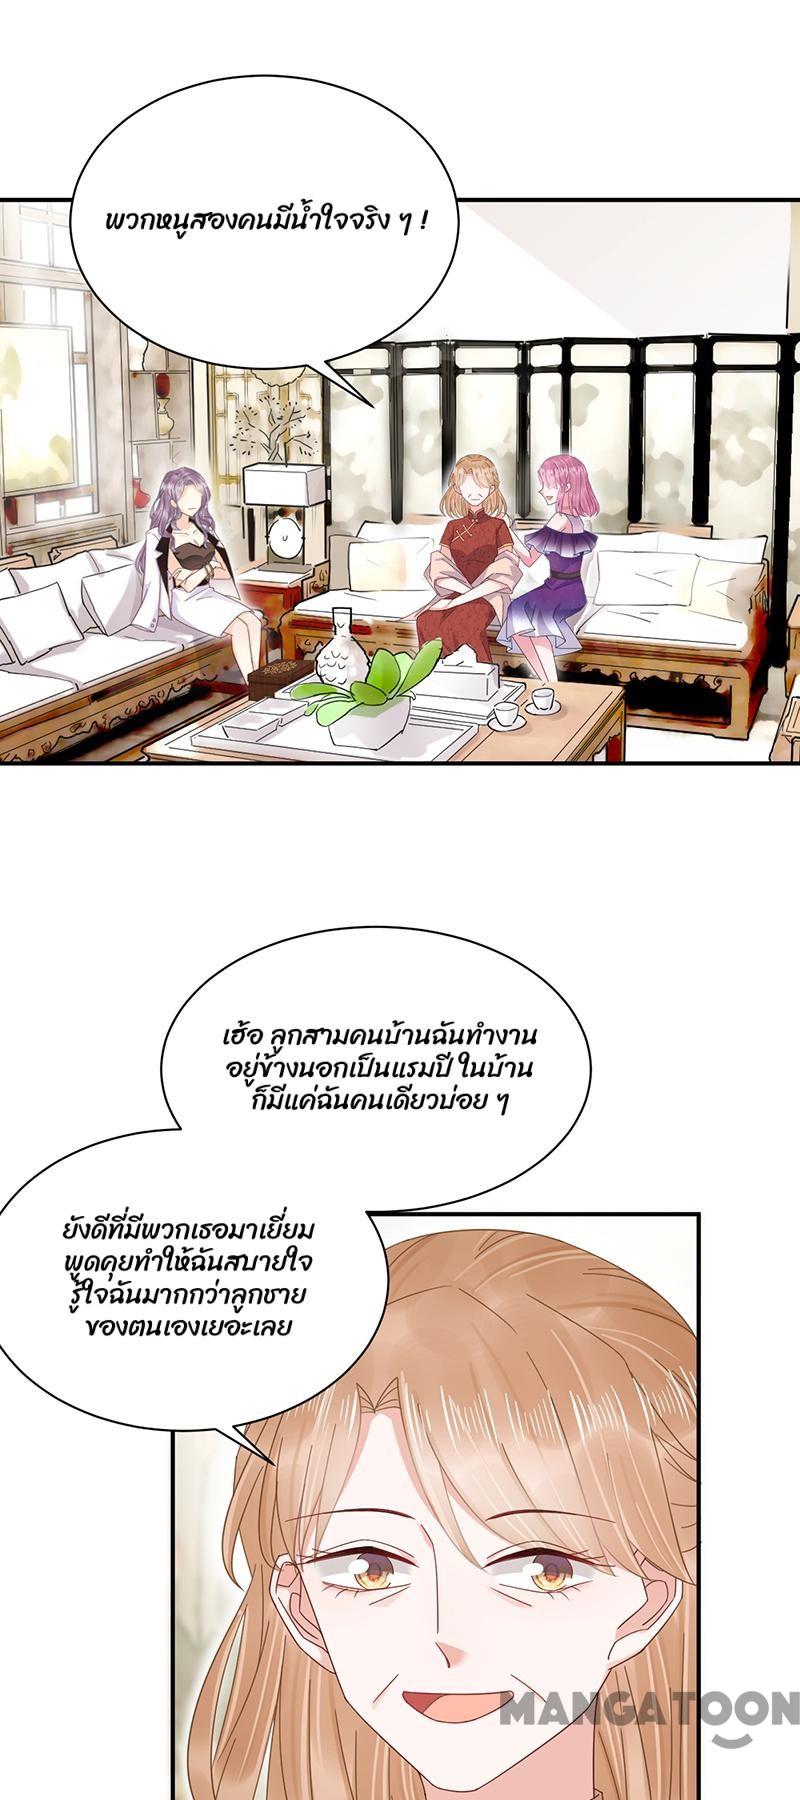 พวกหนูสองคนมีน้ำใจจริง ๆ !
เฮ้อ ลูกสามคนบ้านฉันทำงาน
อยู่ข้างนอกเป็นแรมปี ในบ้าน
ก็มีแค่ฉันคนเดียวบ่อย ๆ
ยังดีที่มีพวกเธอมาเยี่ยม
พูดคุยทำให้ฉันสบายใจ
รู้ใจฉันมากกว่าลูกชาย
ของตนเองเยอะเลย
MANGATOON